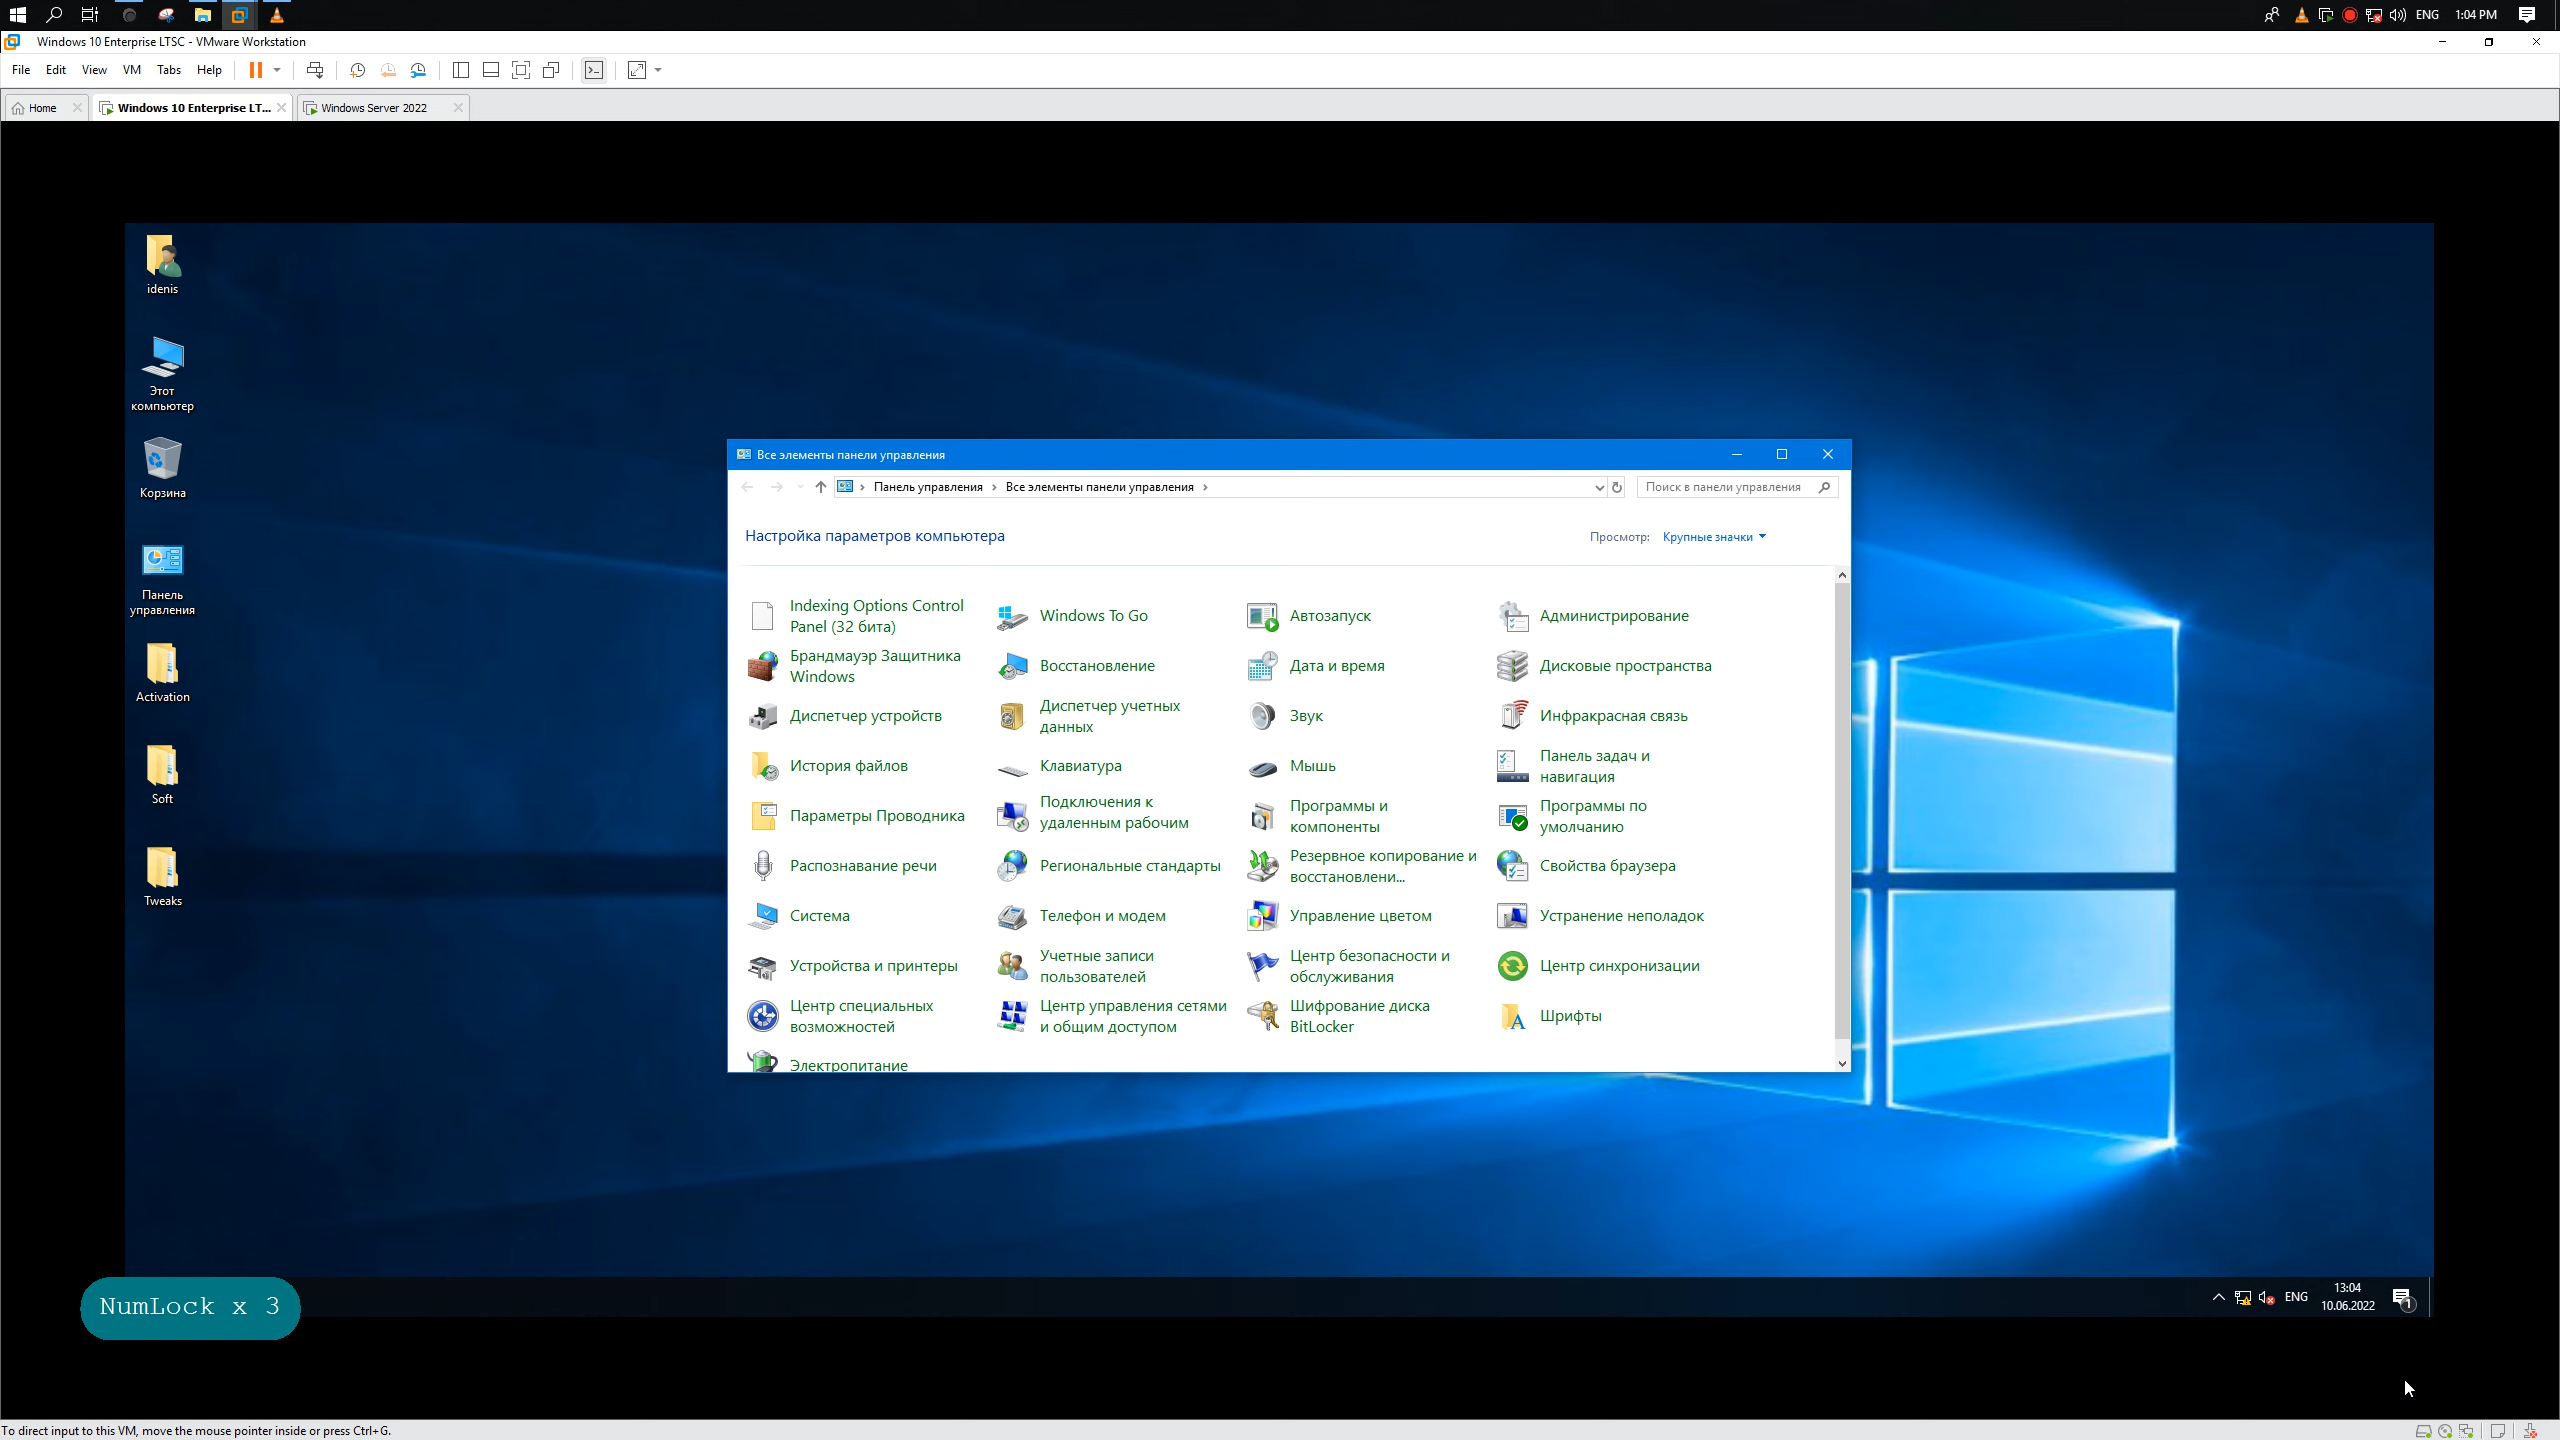 ENG 1:04 PM
Windows 10 Enterprise LTSC - VMware Workstation
File Edit View VM Tabs Help
Home Windows 10 Enterprise LT... Windows Server 2022
idenis
Этот
компьютер
Корзина
Панель
управления
Activation
Soft
Tweaks
Все элементы панели управления
Панель управления Все элементы панели управления Поиск в панели управления
Настройка параметров компьютера Просмотр: Крупные значки
Indexing Options Control
Panel (32 бита)
Windows To Go
Автозапуск
Администрирование
Брандмауэр Защитника
Windows
Восстановление
Дата и время
Дисковые пространства
Диспетчер устройств
Диспетчер учетных
данных
Звук
Инфракрасная связь
История файлов
Клавиатура
Мышь
Панель задач и
навигация
Параметры Проводника
Подключения к
удаленным рабочим
Программы и
компоненты
Программы по
умолчанию
Распознавание речи
Региональные стандарты
Резервное копирование и
восстановлени...
Свойства браузера
Система
Телефон и модем
Управление цветом
Устранение неполадок
Устройства и принтеры
Учетные записи
пользователей
Центр безопасности и
обслуживания
Центр синхронизации
Центр специальных
возможностей
Центр управления сетями
и общим доступом
Шифрование диска
BitLocker
Шрифты
Электропитание
NumLock x 3
ENG
13:04
10.06.2022
1
To direct input to this VM, move the mouse pointer inside or press Ctrl+G.